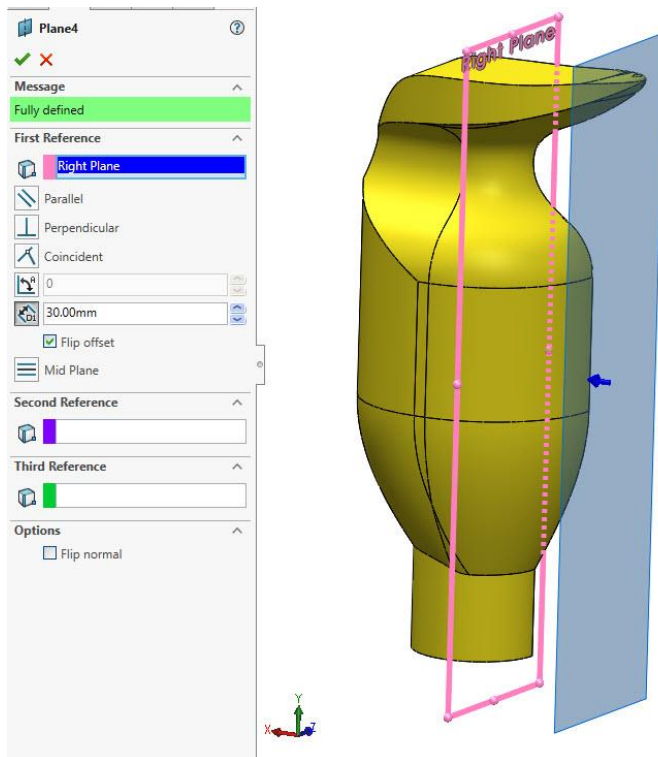 Plane4
Message
Fully defined
First Reference
Right Plane
Parallel
Perpendicular
Coincident
0
30.00mm
Flip offset
Mid Plane
Second Reference
Third Reference
Options
Flip normal
Right Plane
Y
X
Z